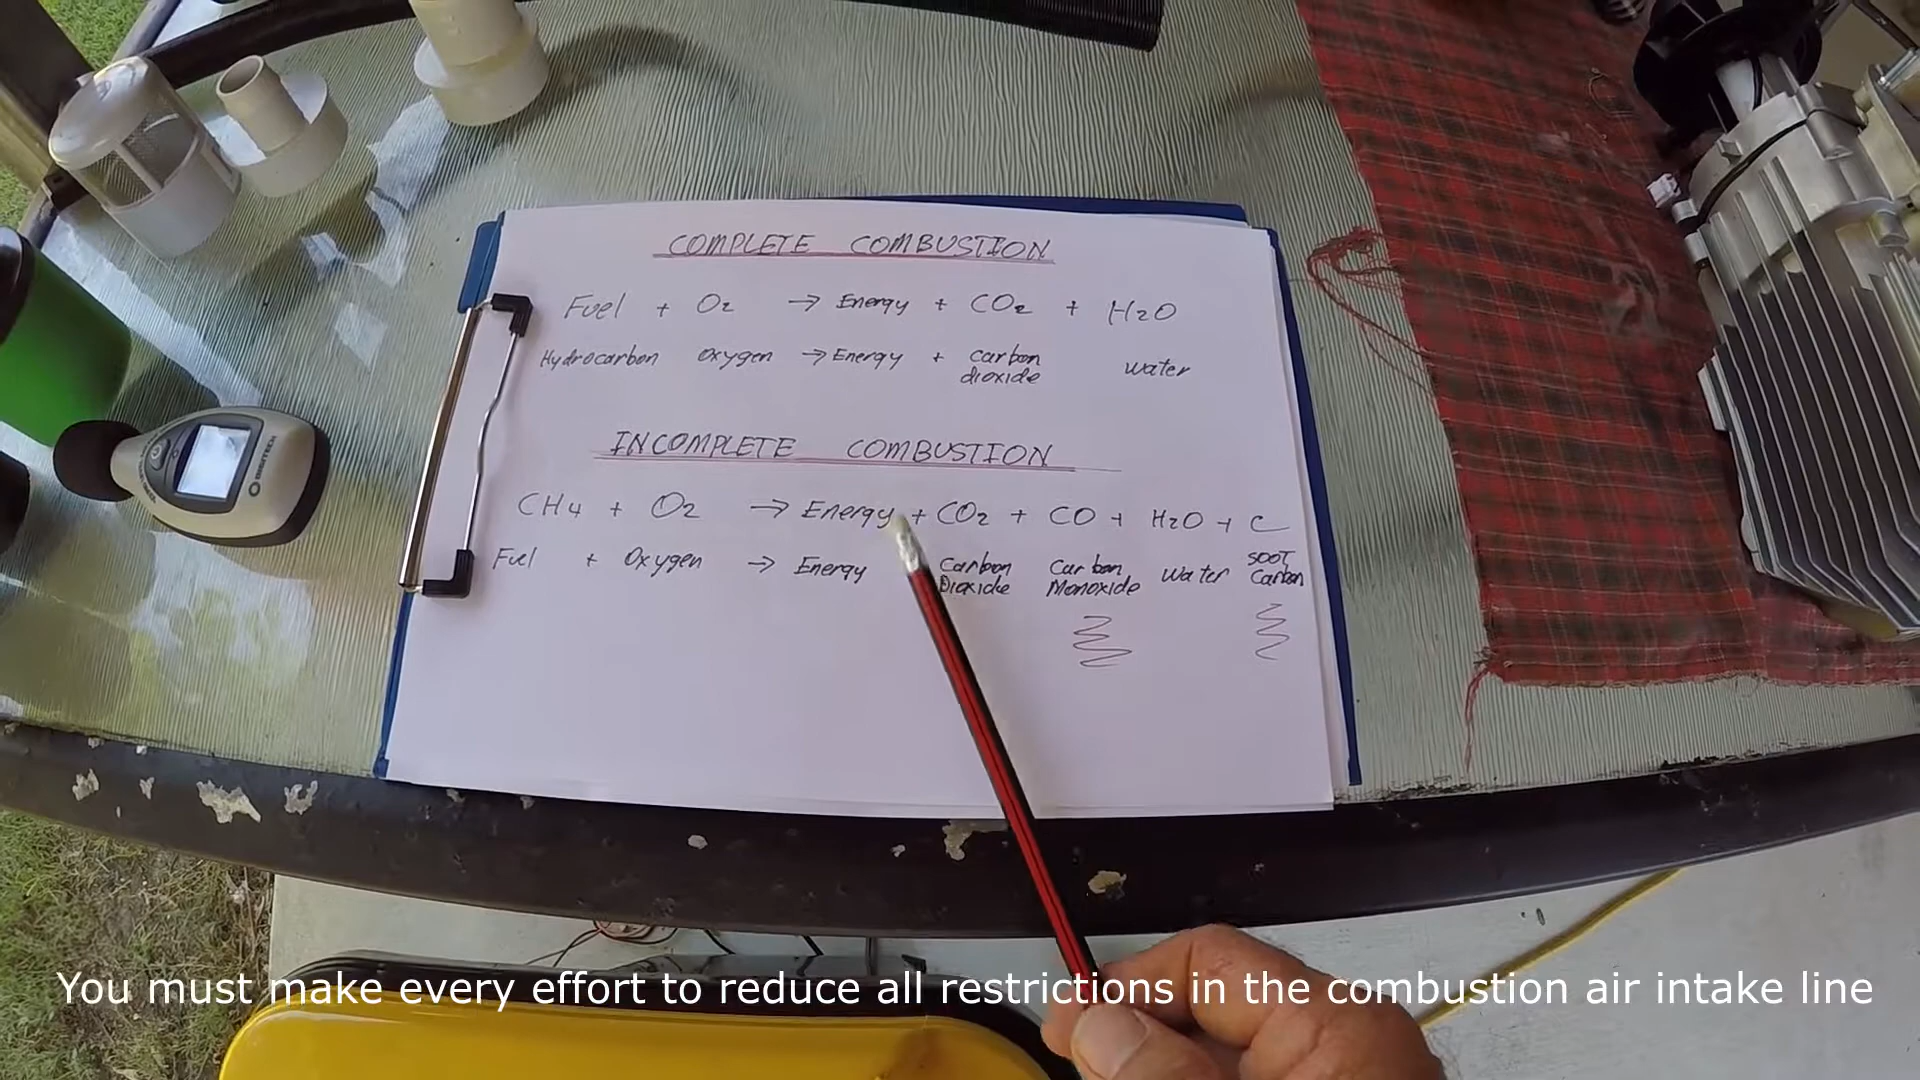 COMPLETE COMBUSTION
Fuel + O2 → Energy + CO2 + H2O
Hydrocarbon Oxygen → Energy + carbon dioxide water
INCOMPLETE COMBUSTION
CH4 + O2 → Energy + CO2 + CO + H2O + C
Fuel + Oxygen → Energy Carbon Dioxide Carbon Monoxide Water SOOT Carbon
DIGITECH
You must make every effort to reduce all restrictions in the combustion air intake line